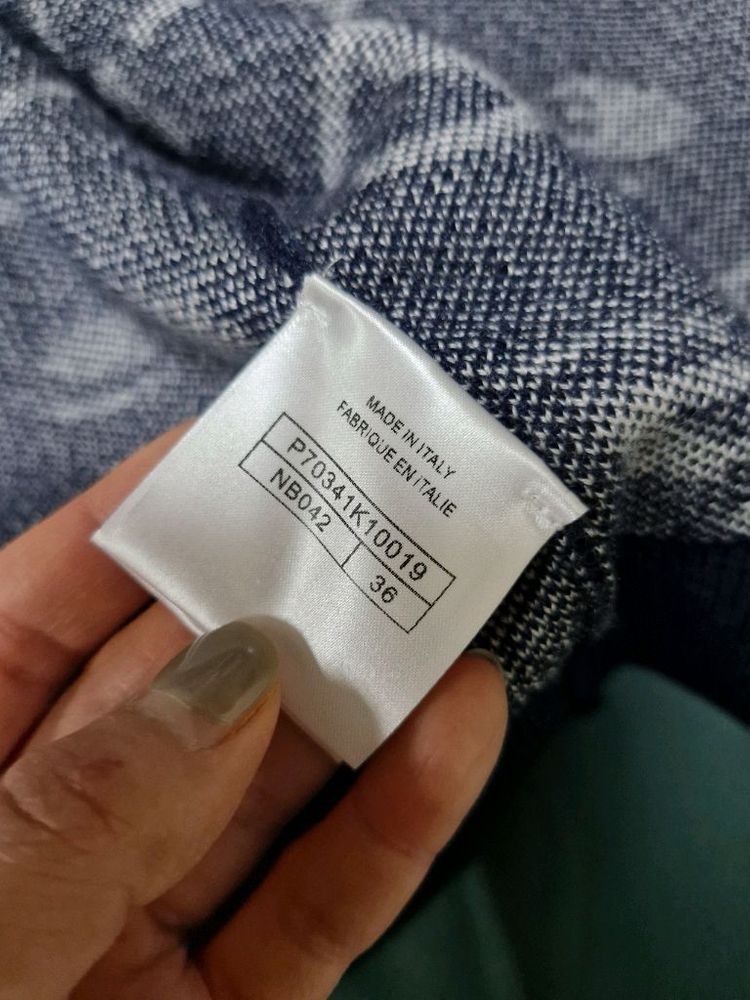 MADE IN ITALY
FABRIQUE EN ITALIE
P70341K10019
NB042 36